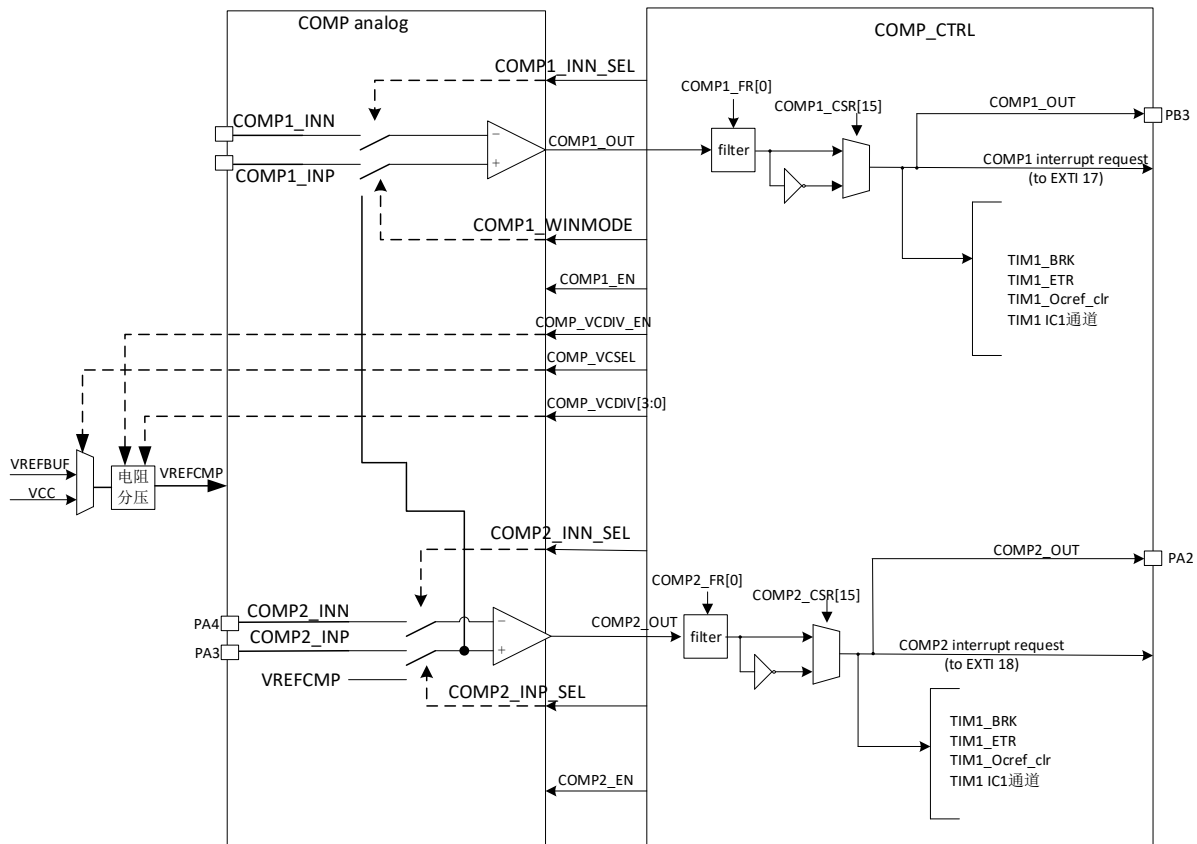 COMP analog
COMP_CTRL
COMP1_INN_SEL
COMP1_FR[0]
COMP1_CSR[15]
COMP1_OUT
PB3
COMP1_INN
COMP1_OUT
filter
COMP1 interrupt request
(to EXTI 17)
COMP1_INP
COMP1_WINMODE
TIM1_BRK
TIM1_ETR
TIM1_Ocref_clr
TIM1 IC1通道
COMP1_EN
COMP_VCDIV_EN
COMP_VCSEL
COMP_VCDIV[3:0]
VREFBUF
VCC
电阻
分压
VREFCMP
COMP2_INN_SEL
COMP2_OUT
PA2
COMP2_FR[0]
COMP2_CSR[15]
PA4
COMP2_INN
COMP2_OUT
filter
COMP2 interrupt request
(to EXTI 18)
PA3
COMP2_INP
VREFCMP
COMP2_INP_SEL
TIM1_BRK
TIM1_ETR
TIM1_Ocref_clr
TIM1 IC1通道
COMP2_EN